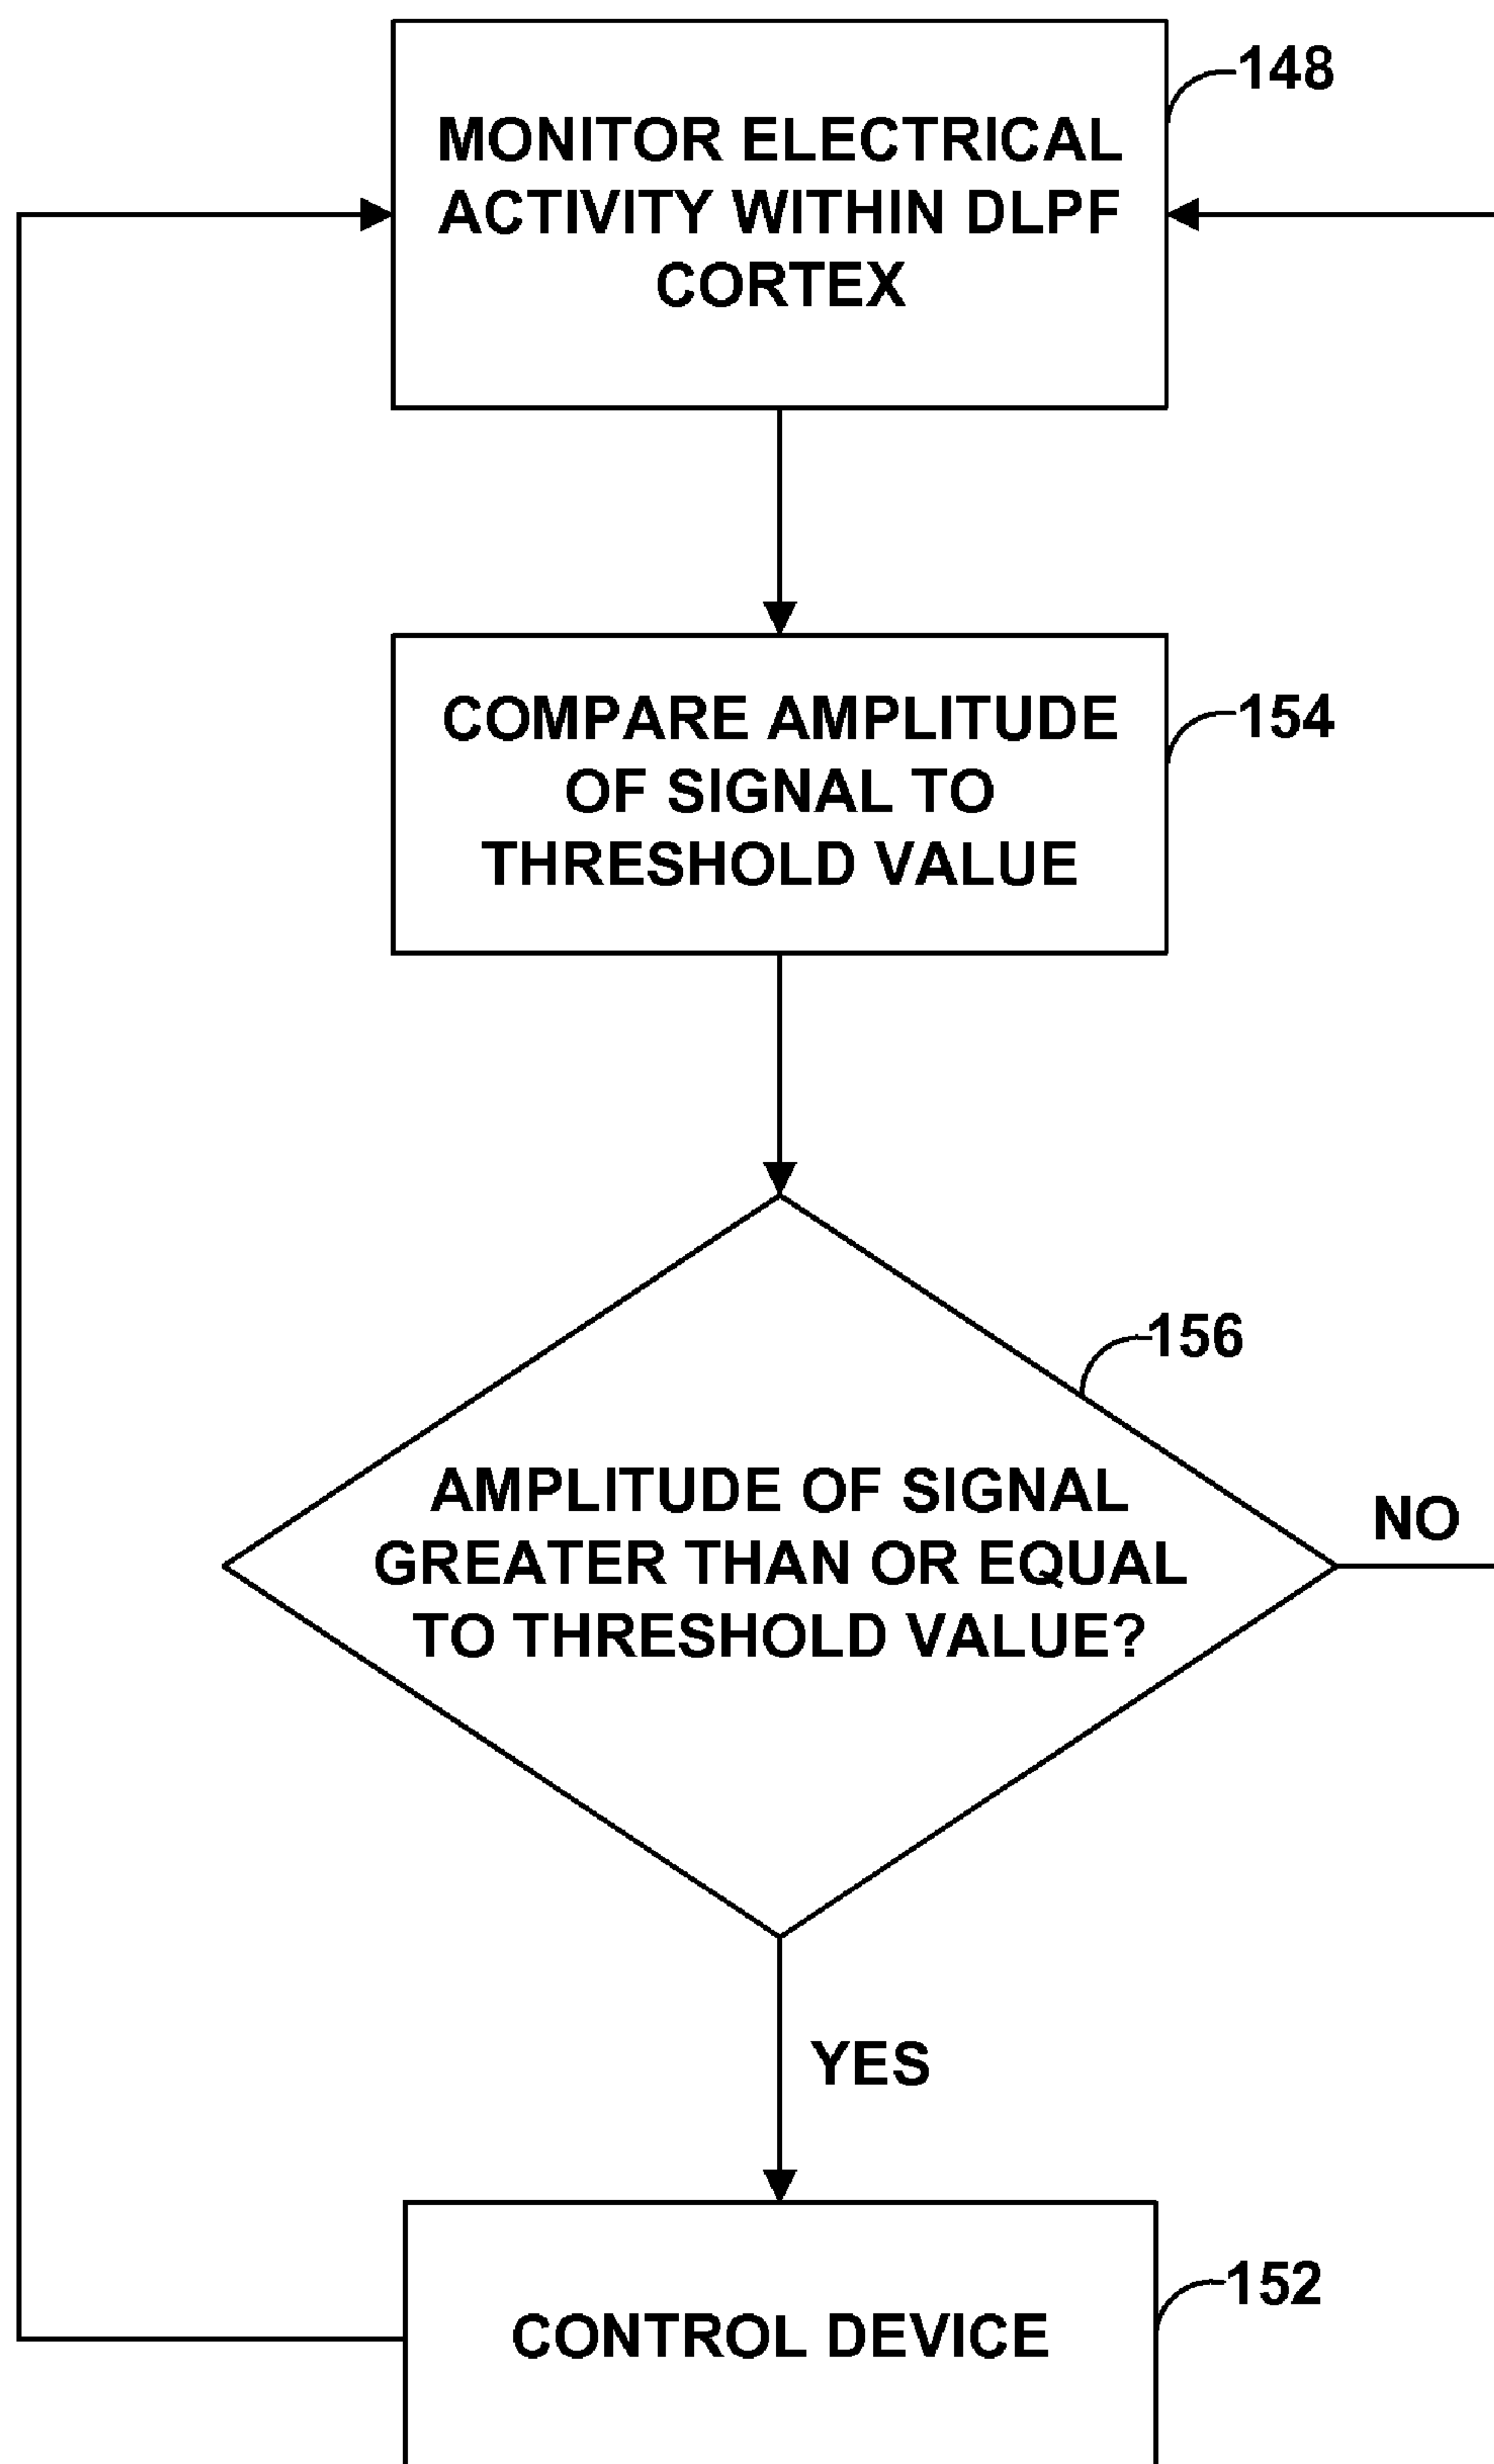 148
MONITOR ELECTRICAL
ACTIVITY WITHIN DLPF
CORTEX
154
COMPARE AMPLITUDE
OF SIGNAL TO
THRESHOLD VALUE
156
AMPLITUDE OF SIGNAL
GREATER THAN OR EQUAL
TO THRESHOLD VALUE?
NO
YES
152
CONTROL DEVICE